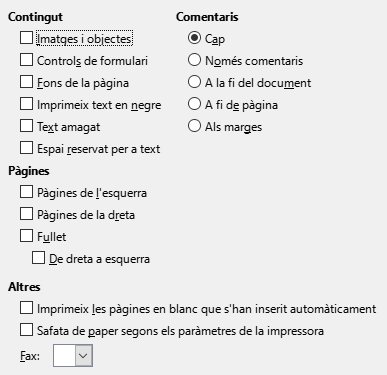 Contingut
Imatges i objectes
Controls de formulari
Fons de la pàgina
Imprimeix text en negre
Text amagat
Espai reservat per a text
Comentaris
Cap
Només comentaris
A la fi del document
A fi de pàgina
Als marges
Pàgines
Pàgines de l'esquerra
Pàgines de la dreta
Fullet
De dreta a esquerra
Altres
Imprimeix les pàgines en blanc que s'han inserit automàticament
Safata de paper segons els paràmetres de la impressora
Fax: